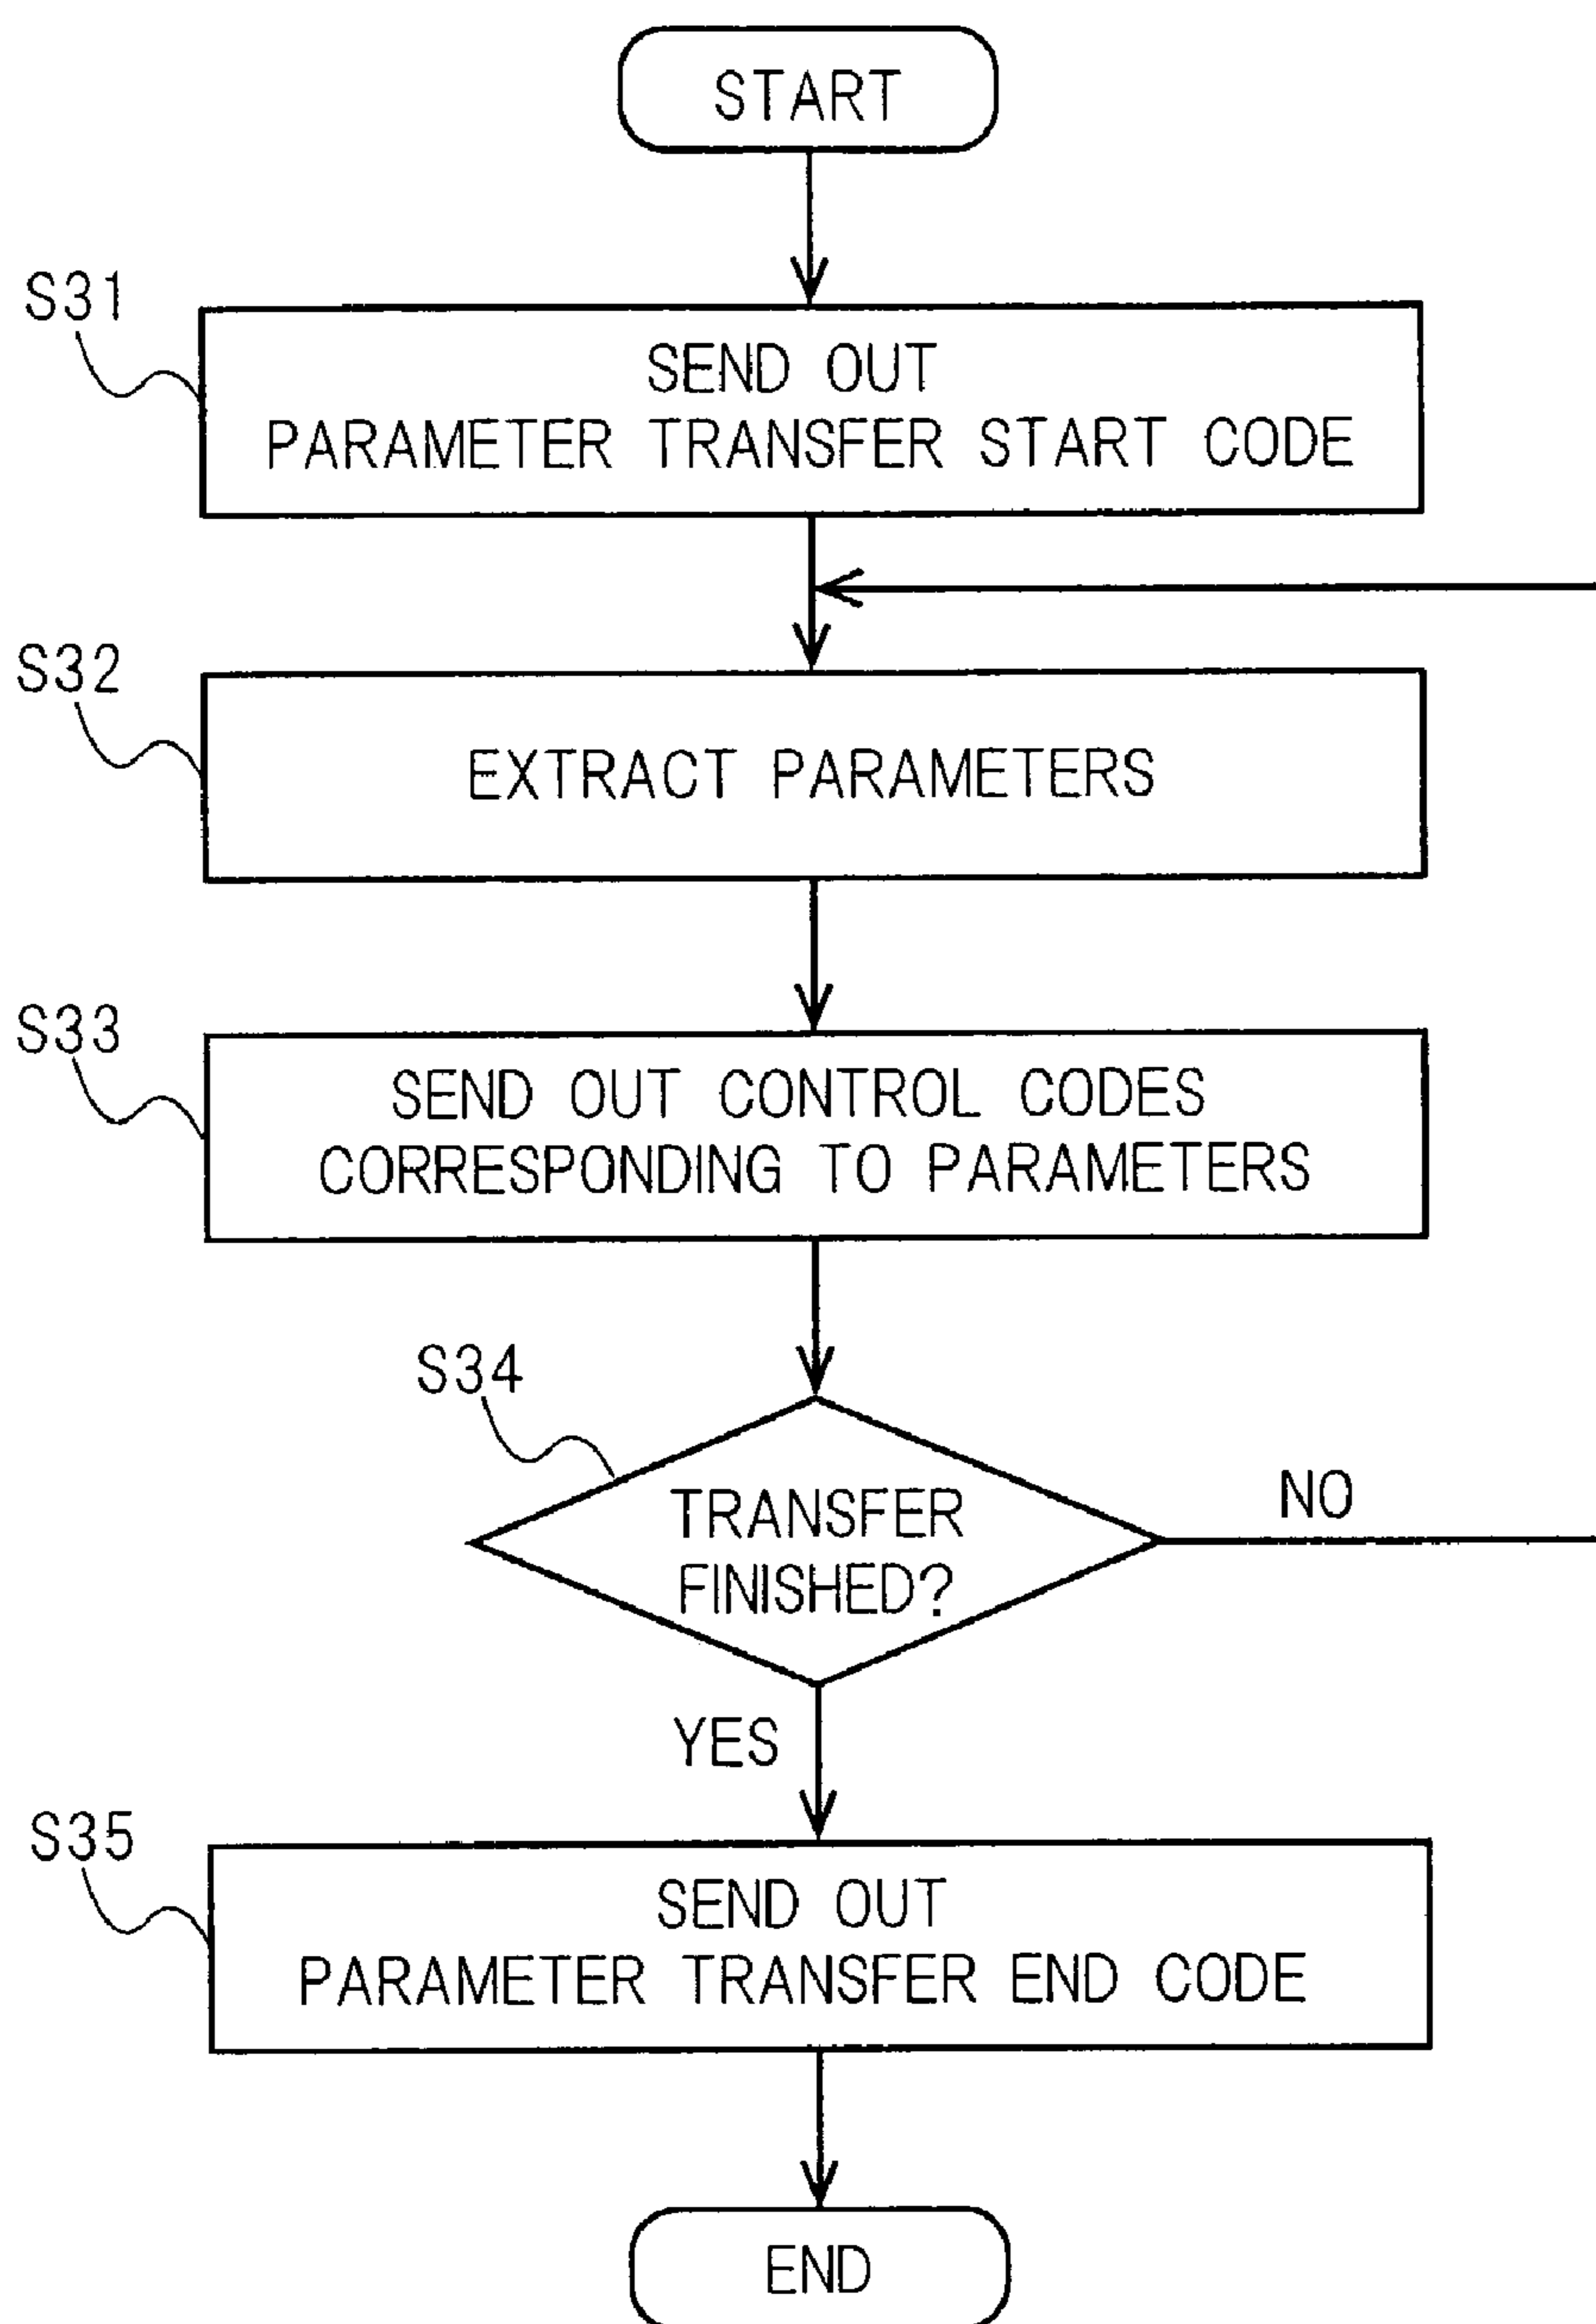 START
S31
SEND OUT
PARAMETER TRANSFER START CODE
S32
EXTRACT PARAMETERS
S33
SEND OUT CONTROL CODES
CORRESPONDING TO PARAMETERS
S34
TRANSFER
FINISHED?
NO
YES
S35
SEND OUT
PARAMETER TRANSFER END CODE
END